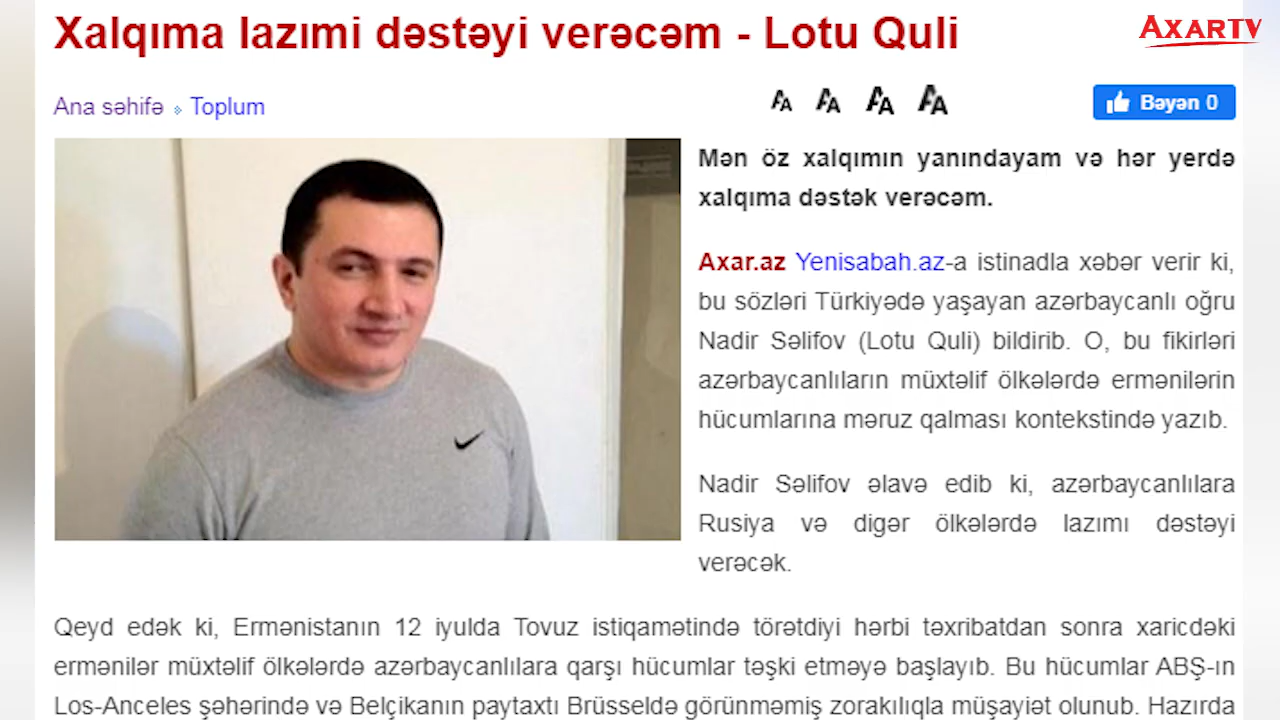 Xalqıma lazımi dəstəyi verəcəm - Lotu Quli
AXARTV
Ana səhifə Toplum
AA AA AA AA
Bəyən 0
Mən öz xalqımın yanındayam və hər yerdə
xalqıma dəstək verəcəm.
Axar.az Yenisabah.az-a istinadla xəbər verir ki,
bu sözləri Türkiyədə yaşayan azərbaycanlı oğru
Nadir Səlifov (Lotu Quli) bildirib. O, bu fikirləri
azərbaycanlıların müxtəlif ölkələrdə ermənilərin
hücumlarına məruz qalması kontekstində yazıb.
Nadir Səlifov əlavə edib ki, azərbaycanlılara
Rusiya və digər ölkələrdə lazımı dəstəyi
verəcək.
Qeyd edək ki, Ermənistanın 12 iyulda Tovuz istiqamətində törətdiyi hərbi təxribatdan sonra xaricdəki
ermənilər müxtəlif ölkələrdə azərbaycanlılara qarşı hücumlar təşki etməyə başlayıb. Bu hücumlar ABŞ-ın
Los-Anceles şəhərində və Belçikanın paytaxtı Brüsseldə görünməmiş zorakılıqla müşayiət olunub. Hazırda